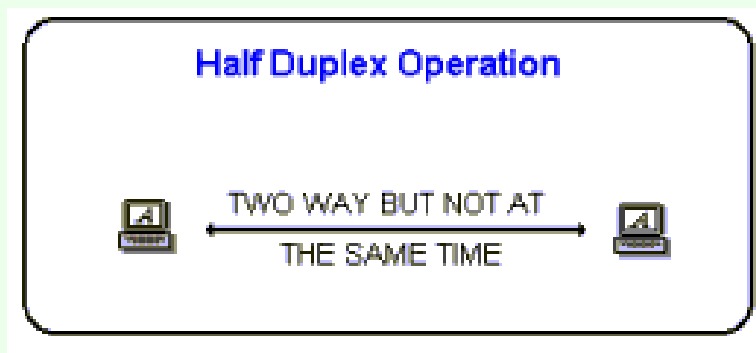 Half Duplex Operation
A
TWO WAY BUT NOT AT
A
THE SAME TIME